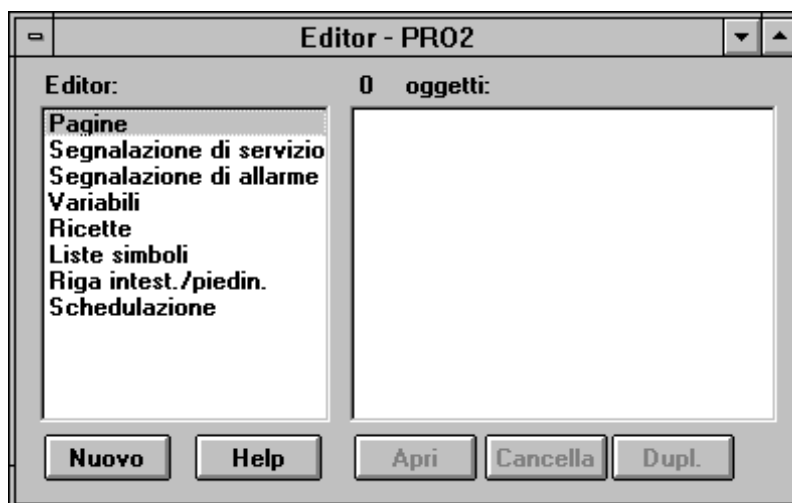 Editor - PRO2
Editor:
0 oggetti:
Pagine
Segnalazione di servizio
Segnalazione di allarme
Variabili
Ricette
Liste simboli
Riga intest./piedin.
Schedulazione
Nuovo
Help
Apri
Cancella
Dupl.